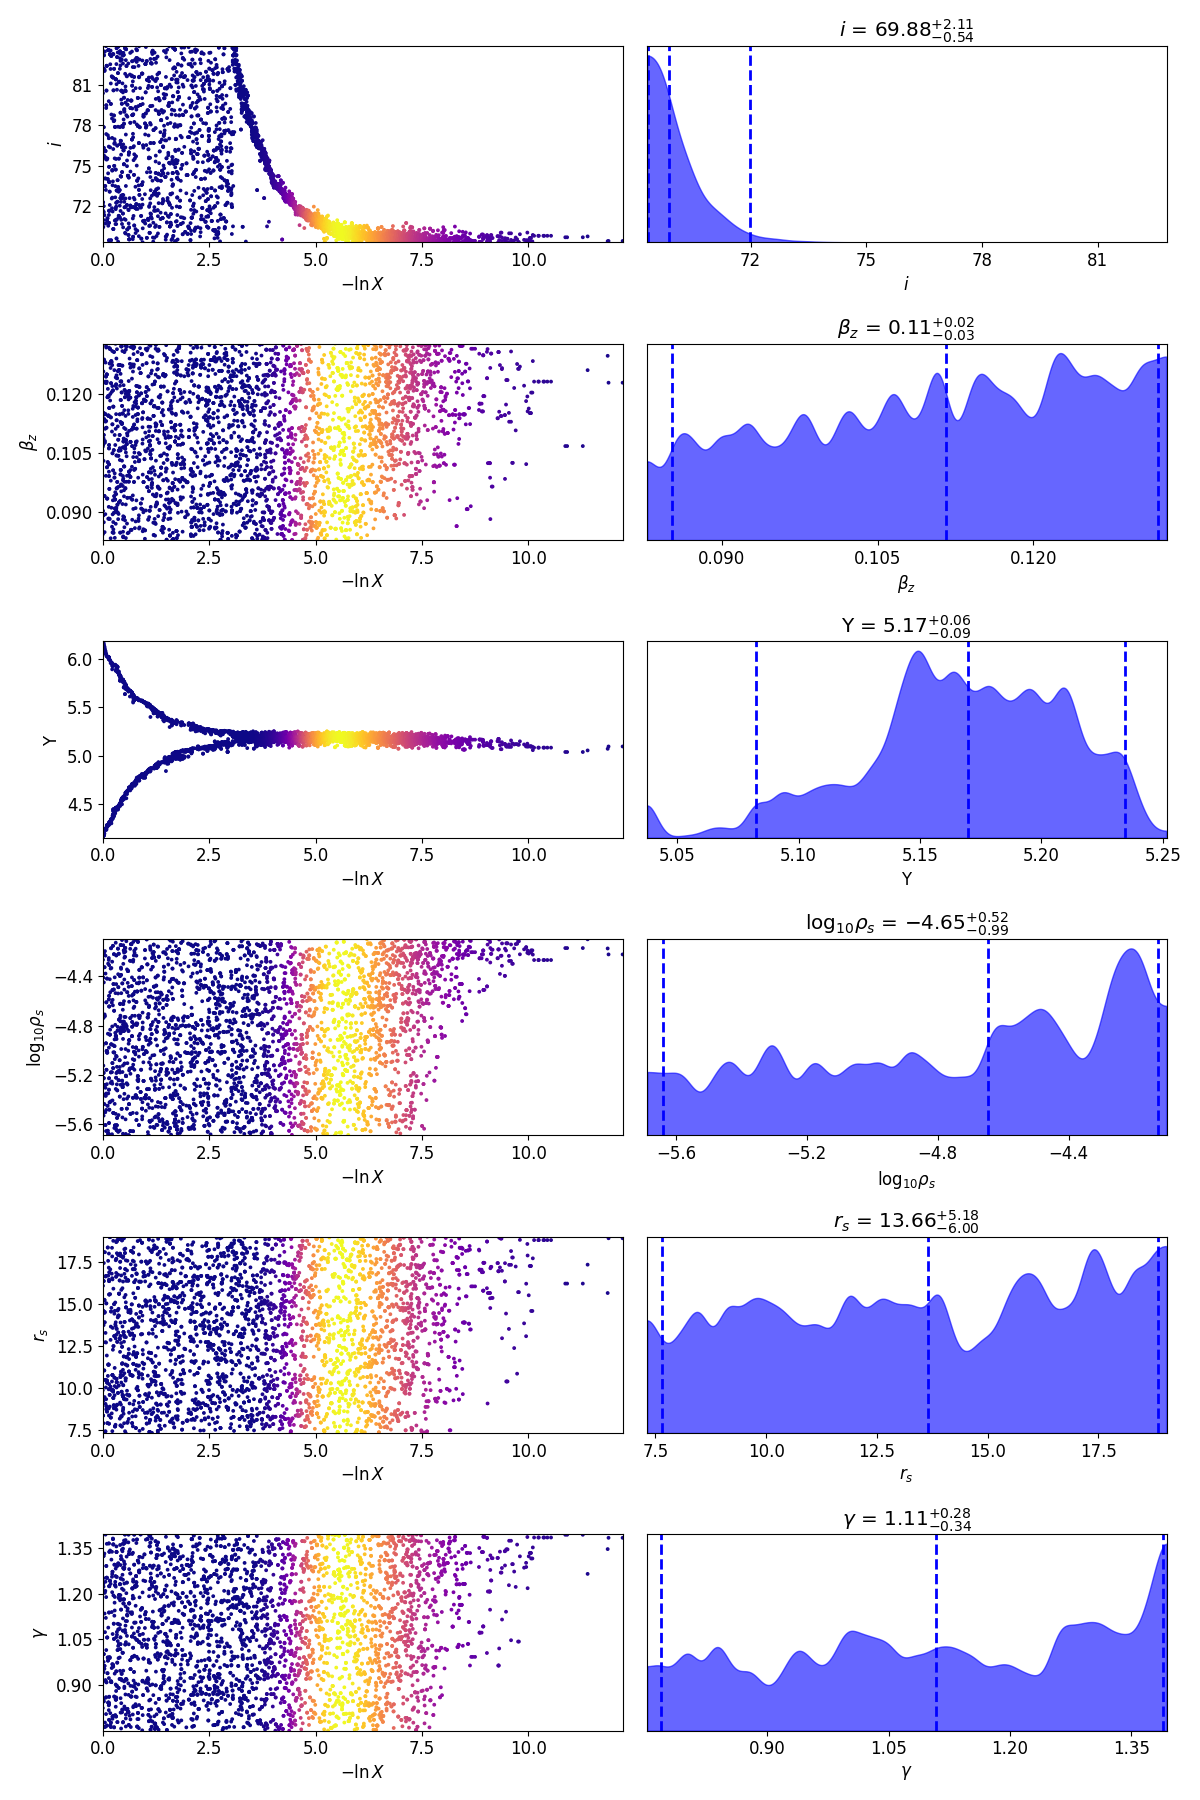 i = 69.88+2.11−0.54
81
78
75
72
i
0.0 2.5 5.0 7.5 10.0
−ln X
72 75 78 81
i
βz = 0.11+0.02−0.03
0.120
0.105
0.090
βz
0.0 2.5 5.0 7.5 10.0
−ln X
0.090 0.105 0.120
βz
Y = 5.17+0.06−0.09
6.0
5.5
5.0
4.5
Y
0.0 2.5 5.0 7.5 10.0
−ln X
5.05 5.10 5.15 5.20 5.25
Y
log10ρs = −4.65+0.52−0.99
−4.4
−4.8
−5.2
−5.6
log10ρs
0.0 2.5 5.0 7.5 10.0
−ln X
−5.6 −5.2 −4.8 −4.4
log10ρs
rs = 13.66+5.18−6.00
17.5
15.0
12.5
10.0
7.5
rs
0.0 2.5 5.0 7.5 10.0
−ln X
7.5 10.0 12.5 15.0 17.5
rs
γ = 1.11+0.28−0.34
1.35
1.20
1.05
0.90
γ
0.0 2.5 5.0 7.5 10.0
−ln X
0.90 1.05 1.20 1.35
γ